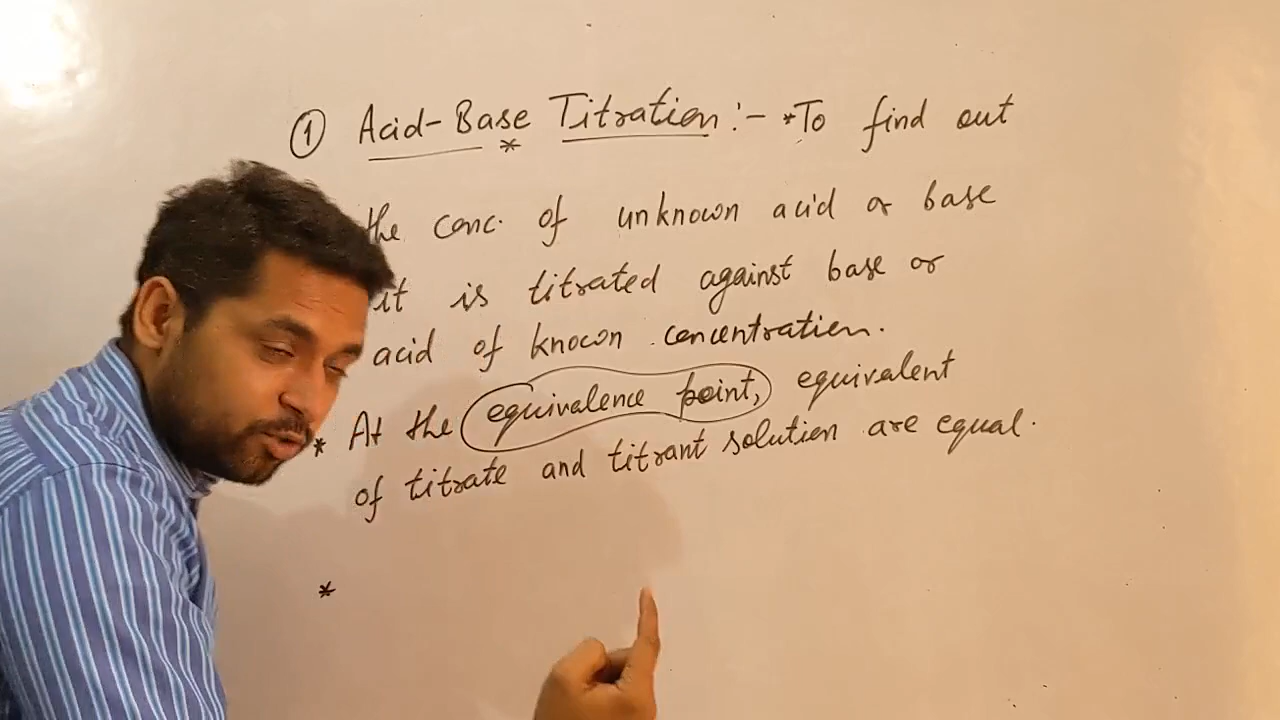 ① Acid-Base Titration :- *To find out
*
the conc. of unknown acid or base
it is titrated against base or
acid of known concentration.
* At the equivalence point, equivalent
of titrate and titrant solution are equal.
*